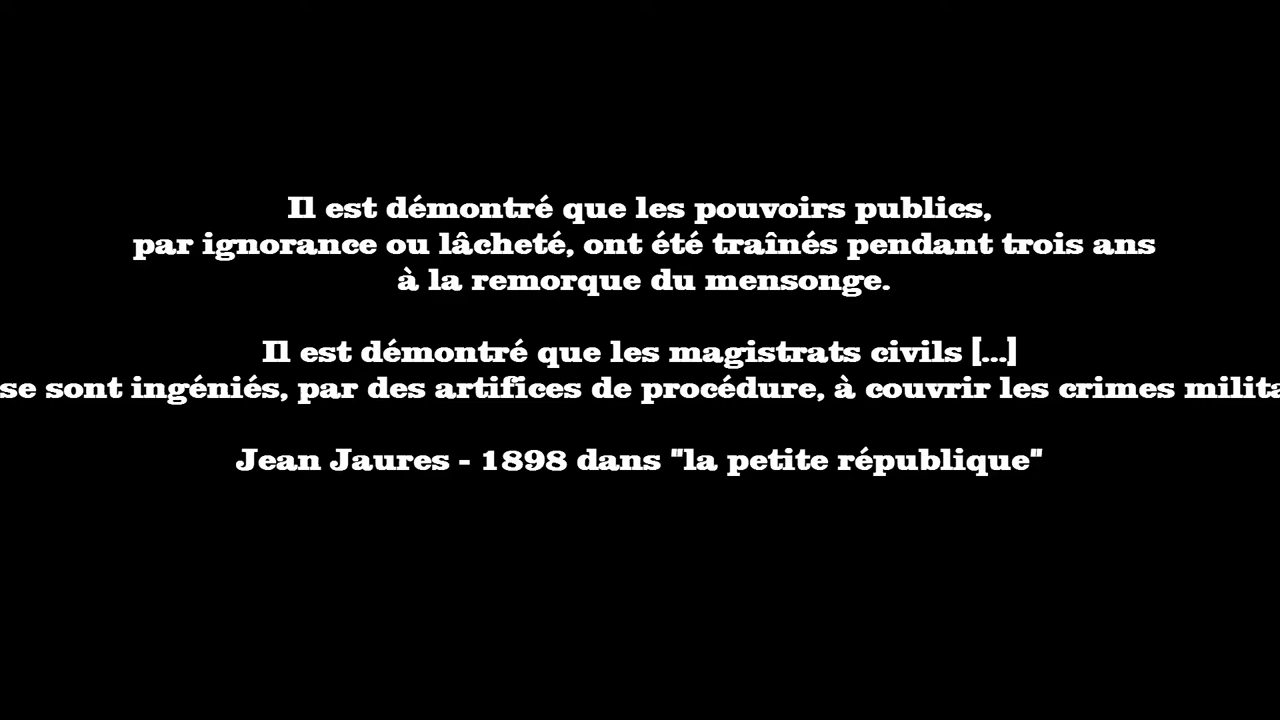 Il est démontré que les pouvoirs publics,
par ignorance ou lâcheté, ont été traînés pendant trois ans
à la remorque du mensonge.
Il est démontré que les magistrats civils [...]
se sont ingéniés, par des artifices de procédure, à couvrir les crimes
Jean Jaures - 1898 dans "la petite république"